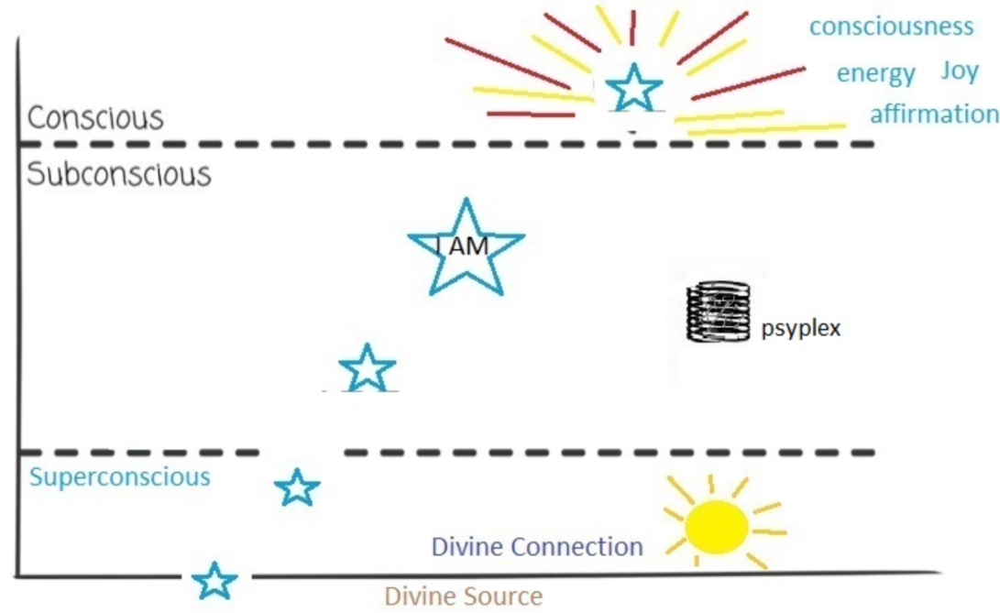 consciousness
energy Joy
affirmation
Conscious
Subconscious
I AM
psyplex
Superconscious
Divine Connection
Divine Source